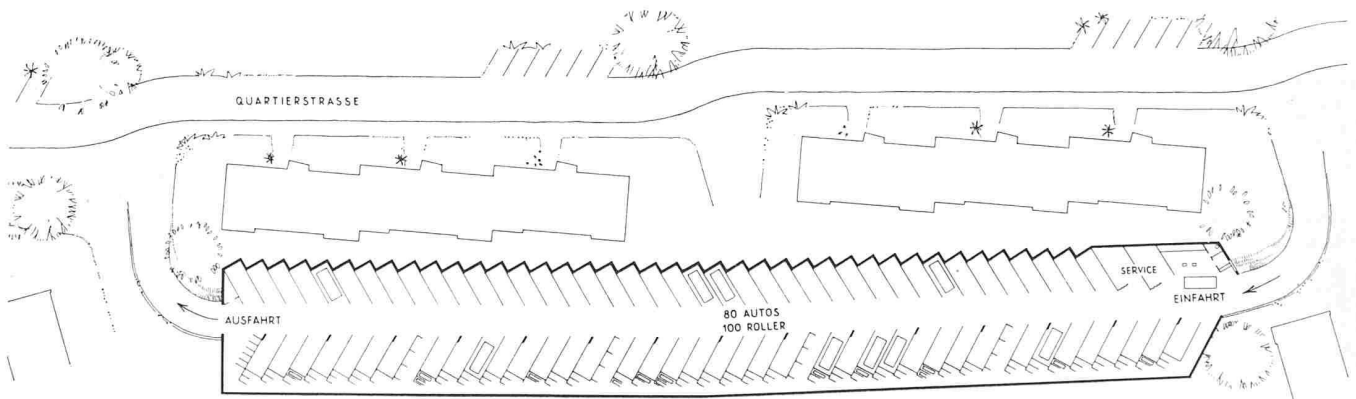 QUARTIERSTRASSE
SERVICE
EINFAHRT
80 AUTOS
100 ROLLER
AUSFAHRT